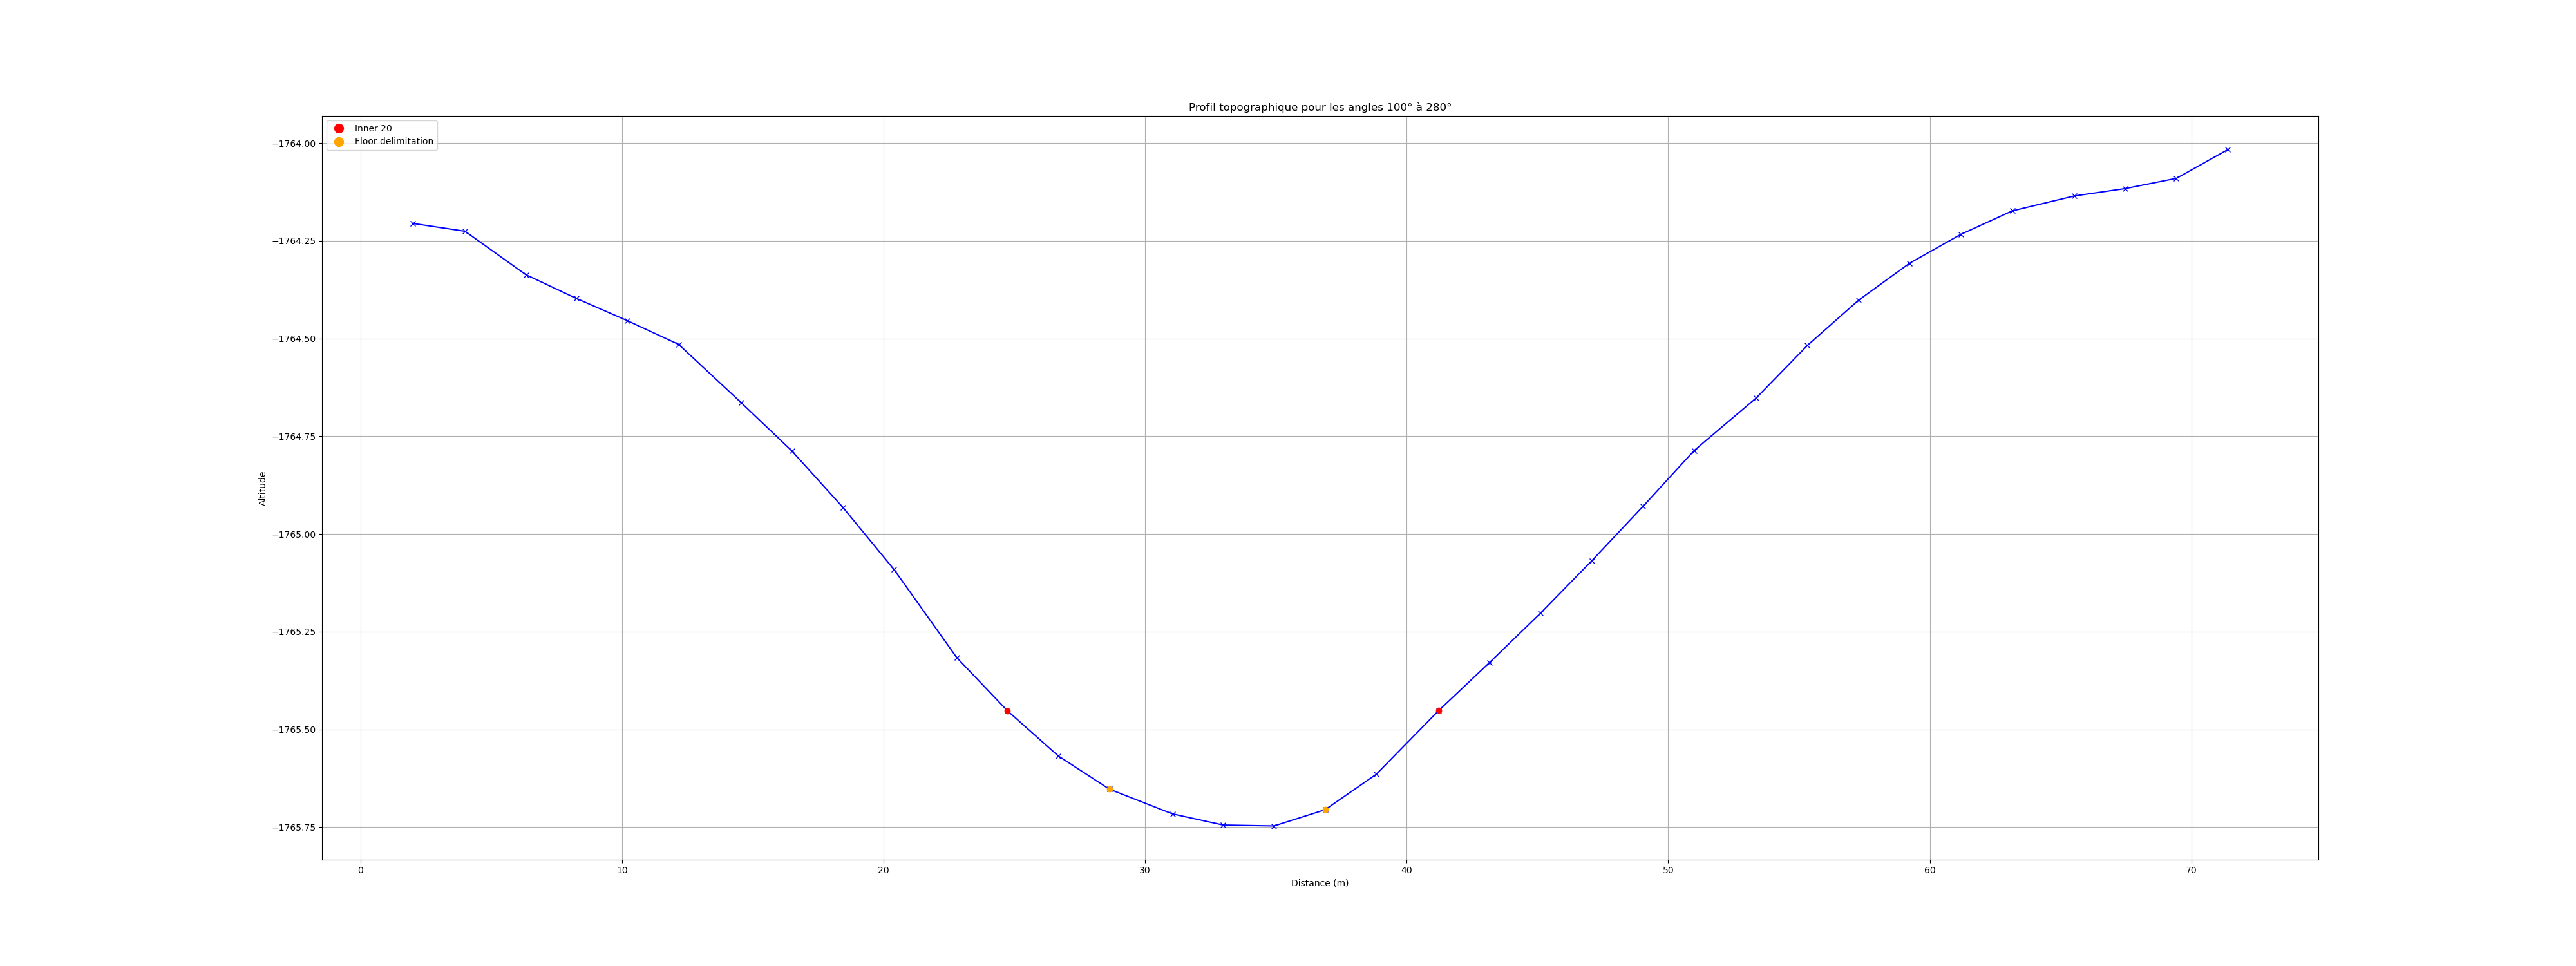 Profil topographique pour les angles 100° à 280°
Inner 20
Floor delimitation
−1764.00
−1764.25
−1764.50
−1764.75
−1765.00
−1765.25
−1765.50
−1765.75
Altitude
0 10 20 30 40 50 60 70
Distance (m)